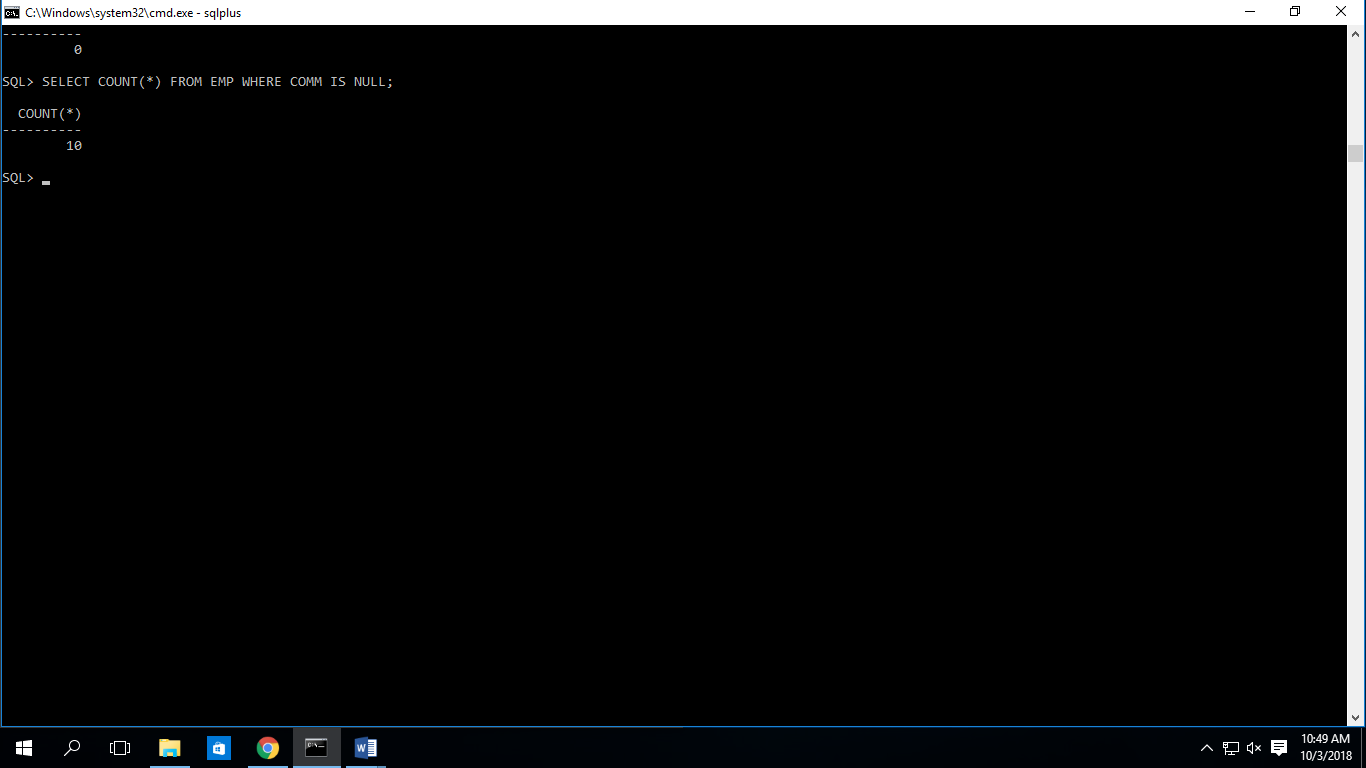 C:\Windows\system32\cmd.exe - sqlplus
----------
         0
SQL> SELECT COUNT(*) FROM EMP WHERE COMM IS NULL;
  COUNT(*)
----------
        10
SQL> _
10:49 AM
10/3/2018